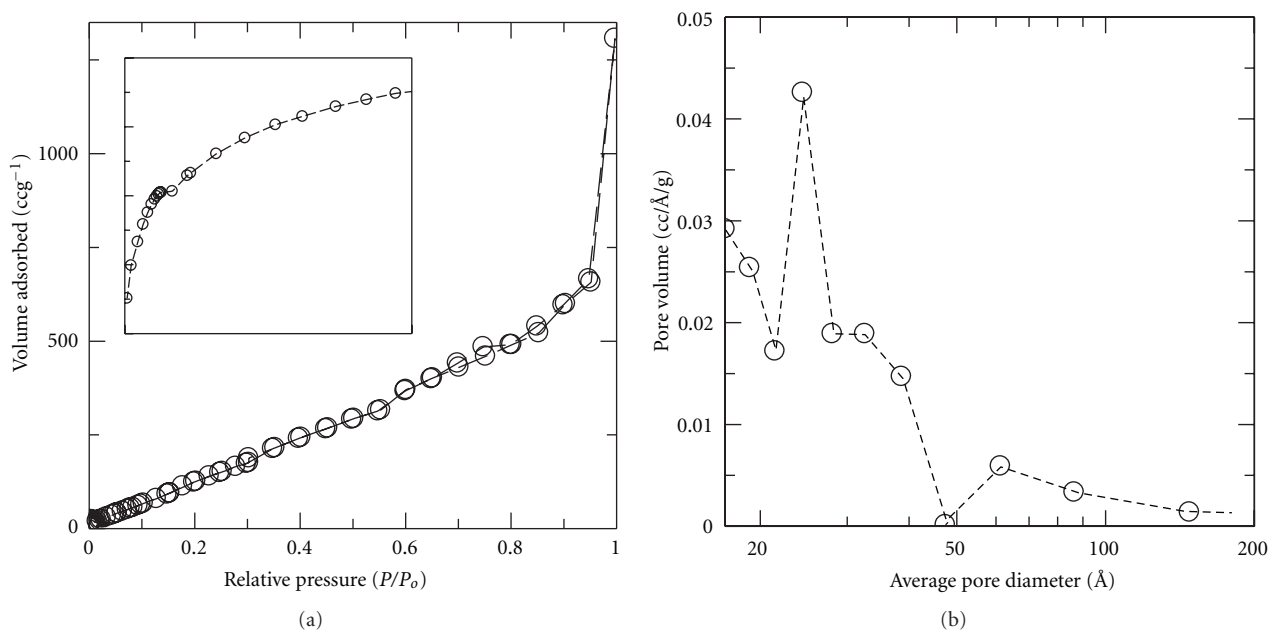 1000
500
0
Volume adsorbed (ccg⁻¹)
0 0.2 0.4 0.6 0.8 1
Relative pressure (P/Pₒ)
(a)
0.05
0.04
0.03
0.02
0.01
0
Pore volume (cc/Å/g)
20 50 100 200
Average pore diameter (Å)
(b)